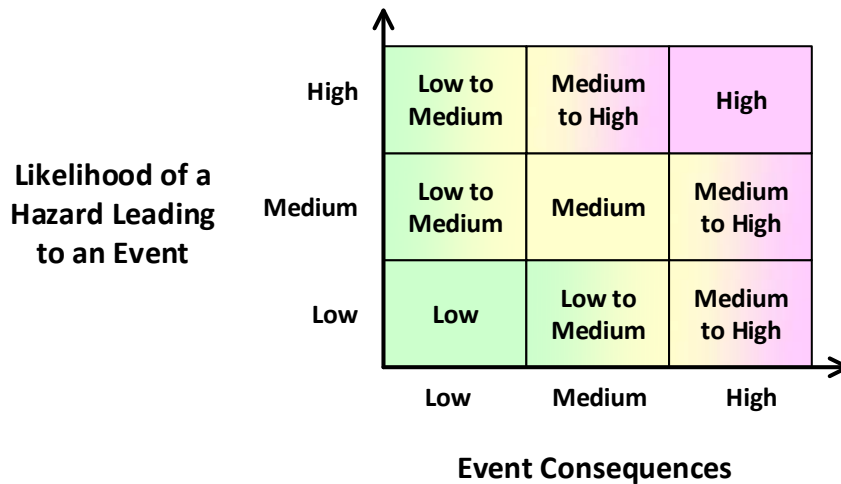 High
Low to
Medium
Medium
to High
High
Likelihood of a
Hazard Leading
to an Event
Medium
Low to
Medium
Medium
Medium
to High
Low
Low
Low to
Medium
Medium
to High
Low
Medium
High
Event Consequences